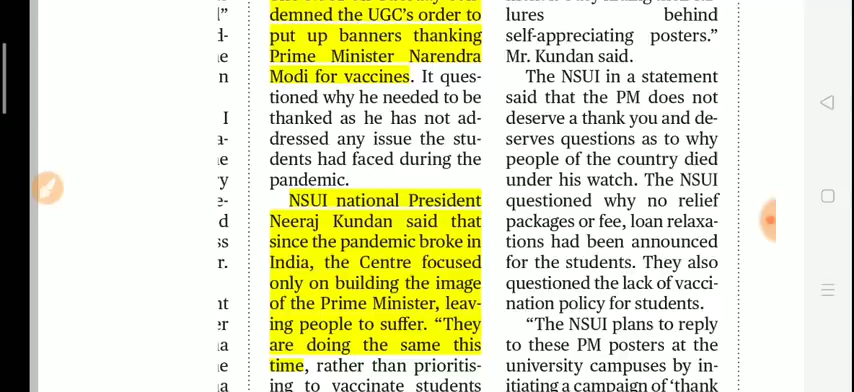 demned the UGC's order to
put up banners thanking
Prime Minister Narendra
Modi for vaccines. It ques-
tioned why he needed to be
thanked as he has not ad-
dressed any issue the stu-
dents had faced during the
pandemic.
NSUI national President
Neeraj Kundan said that
since the pandemic broke in
India, the Centre focused
only on building the image
of the Prime Minister, leav-
ing people to suffer. “They
are doing the same this
time, rather than prioritis-
ing to vaccinate students
lures behind
self-appreciating posters.”
Mr. Kundan said.
The NSUI in a statement
said that the PM does not
deserve a thank you and de-
serves questions as to why
people of the country died
under his watch. The NSUI
questioned why no relief
packages or fee, loan relaxa-
tions had been announced
for the students. They also
questioned the lack of vacci-
nation policy for students.
“The NSUI plans to reply
to these PM posters at the
university campuses by in-
itiating a campaign of ‘thank